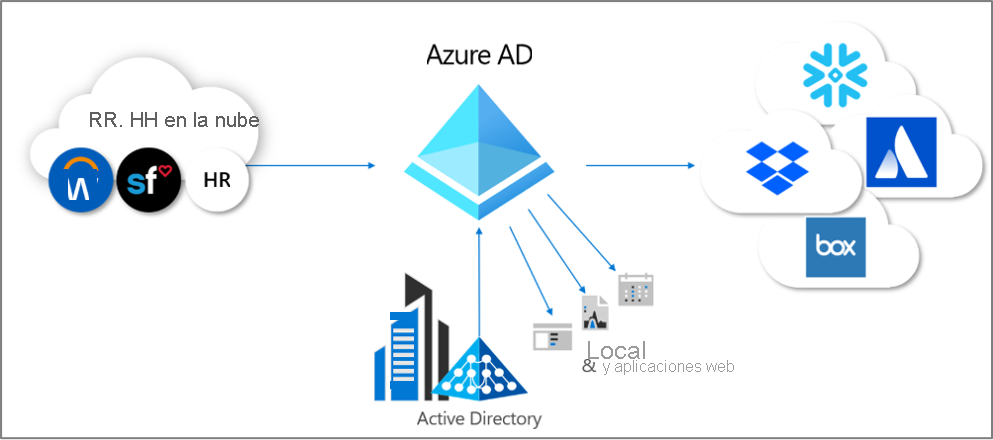 Azure AD
RR. HH en la nube
W
sf
HR
box
Local
& y aplicaciones web
Active Directory